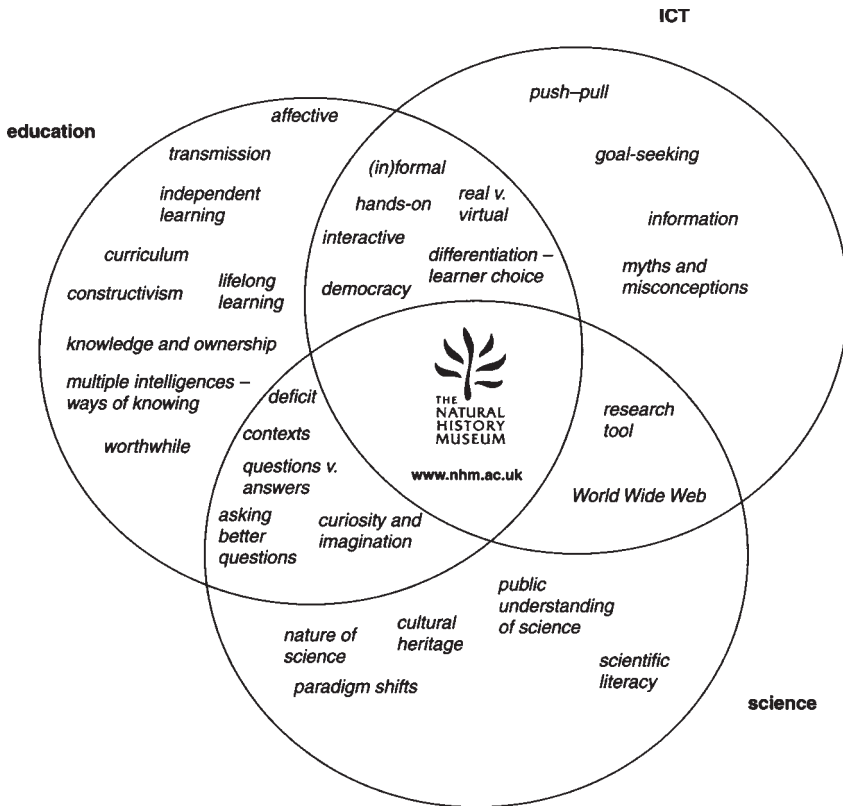 ICT
push–pull
education
affective
transmission
goal-seeking
(in)formal
independent
learning
hands-on
real v.
virtual
information
interactive
curriculum
differentiation –
learner choice
myths and
misconceptions
constructivism
lifelong
learning
democracy
knowledge and ownership
multiple intelligences –
ways of knowing
deficit
THE
NATURAL
HISTORY
MUSEUM
www.nhm.ac.uk
research
tool
worthwhile
contexts
questions v.
answers
World Wide Web
asking
better
questions
curiosity and
imagination
public
understanding
of science
nature of
science
cultural
heritage
scientific
literacy
paradigm shifts
science